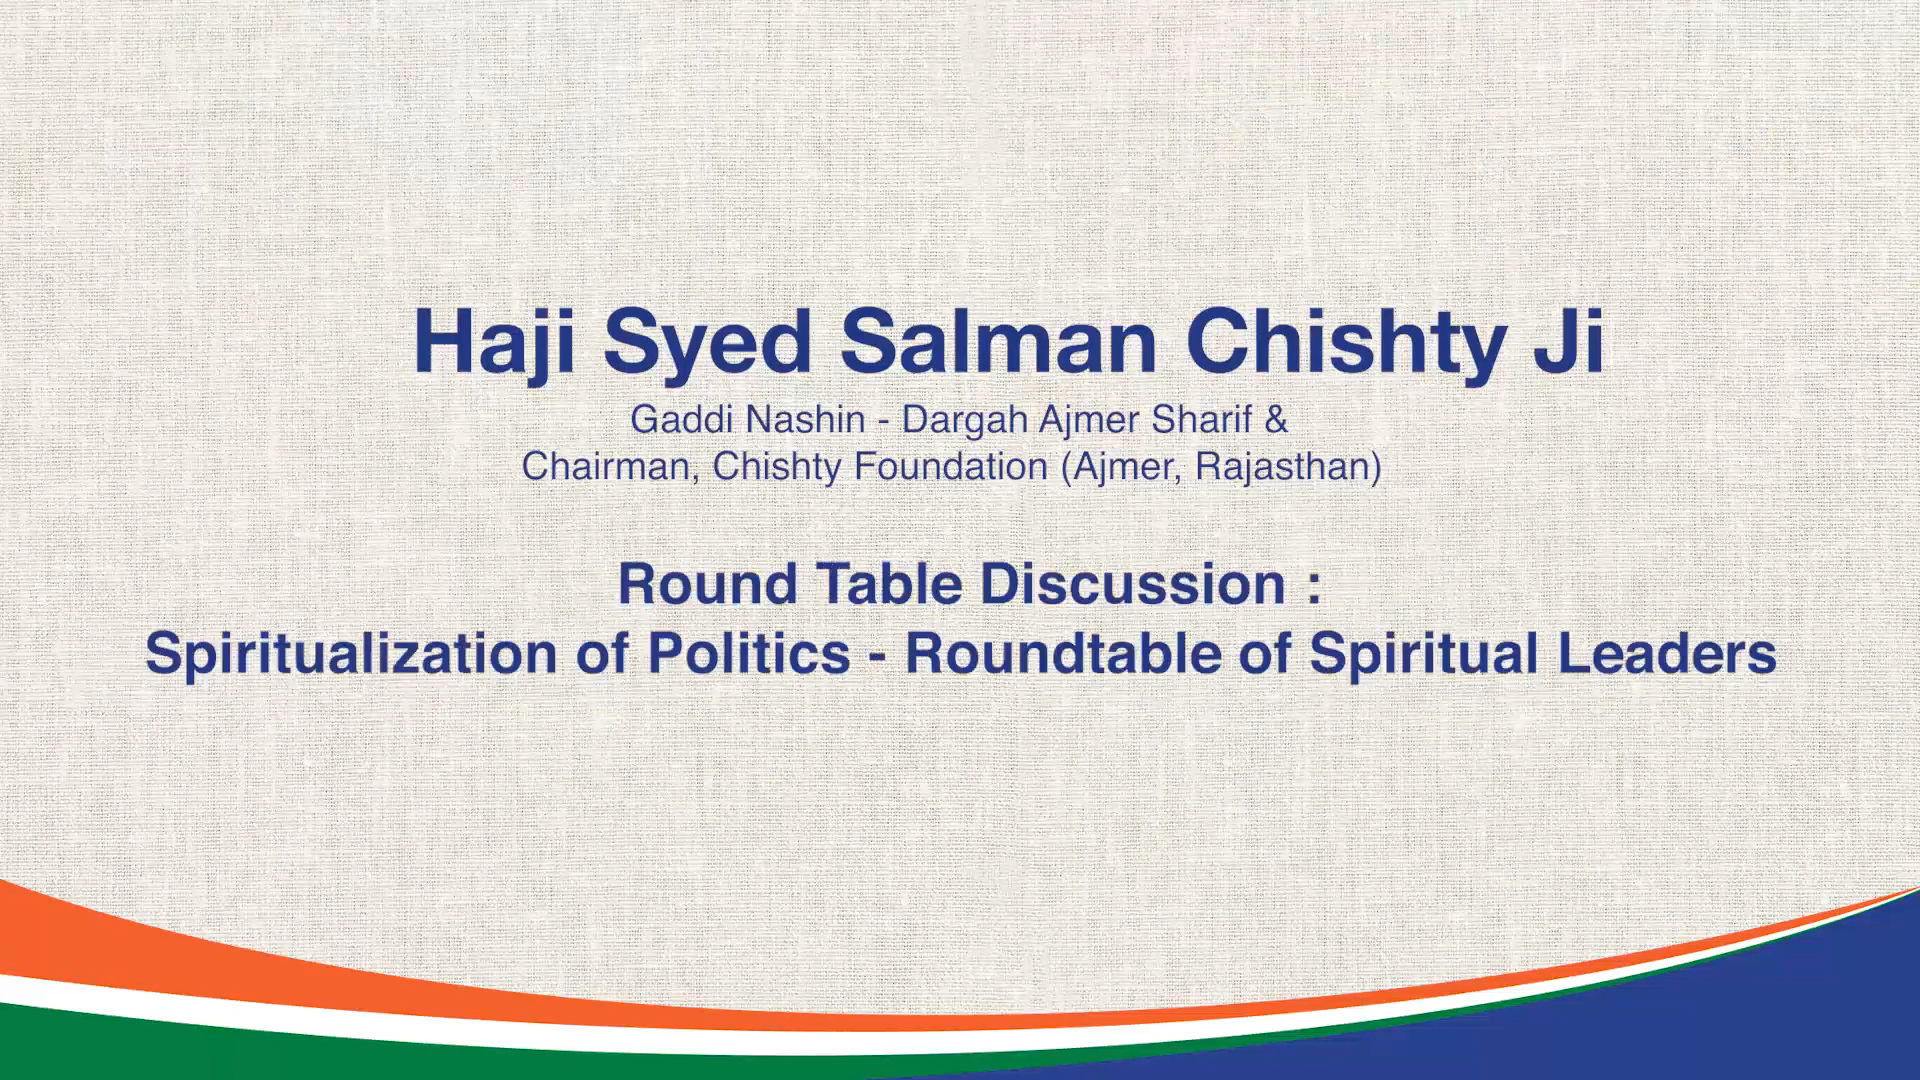 Haji Syed Salman Chishty Ji
Gaddi Nashin - Dargah Ajmer Sharif &
Chairman, Chishty Foundation (Ajmer, Rajasthan)
Round Table Discussion :
Spiritualization of Politics - Roundtable of Spiritual Leaders